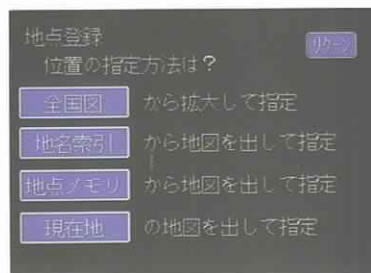 地点登録
リターン
位置の指定方法は?
全国図 から拡大して指定
地名索引 から地図を出して指定
地点メモリ から地図を出して指定
現在地 の地図を出して指定